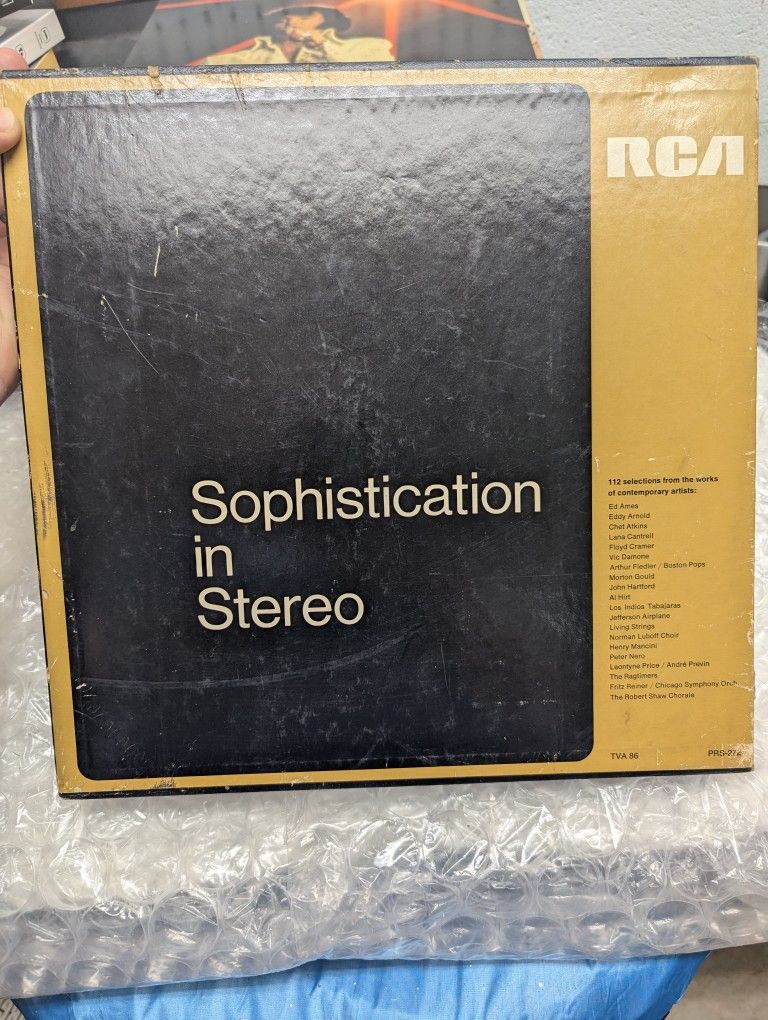 RCA
Sophistication
in
Stereo
112 selections from the works
of contemporary artists:
Ed Ames
Eddy Arnold
Chet Atkins
Lana Cantrell
Floyd Cramer
Vic Damone
Arthur Fiedler / Boston Pops
Morton Gould
John Hartford
Al Hirt
Los Indios Tabajaras
Jefferson Airplane
Living Strings
Norman Luboff Choir
Henry Mancini
Peter Nero
Leontyne Price / André Previn
The Ragtimers
Fritz Reiner / Chicago Symphony Orch.
The Robert Shaw Chorale
TVA 86